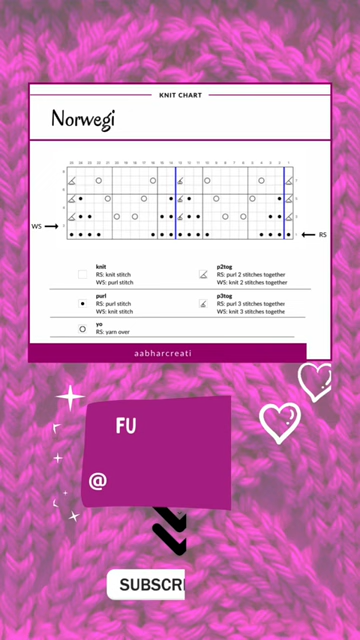 KNIT CHART
Norwegi
WS
RS
knit
RS: knit stitch
WS: purl stitch
purl
RS: purl stitch
WS: knit stitch
yo
RS: yarn over
p2tog
RS: purl 2 stitches together
WS: knit 2 stitches together
p3tog
RS: purl 3 stitches together
WS: knit 3 stitches togethe
aabharcreati
FU
@
SUBSCRI